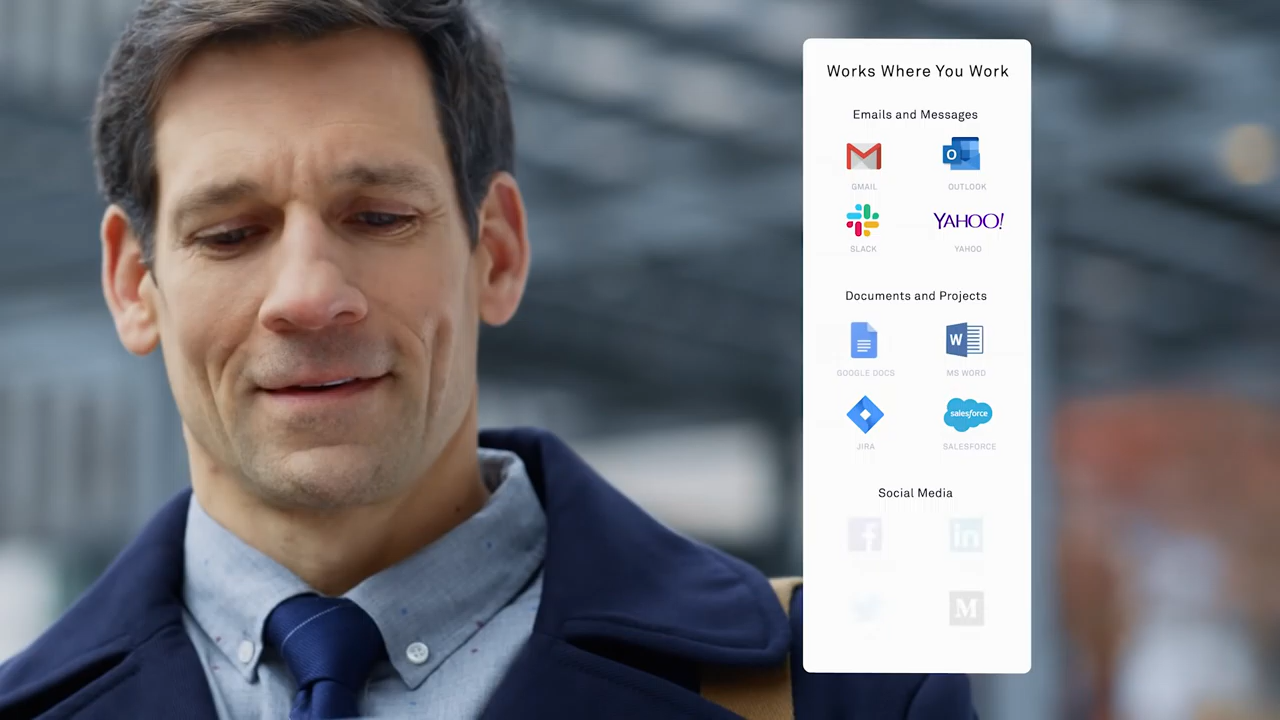 Works Where You Work
Emails and Messages
O
GMAIL
OUTLOOK
YAHOO!
SLACK
YAHOO
Documents and Projects
W
GOOGLE DOCS
MS WORD
salesforce
JIRA
SALESFORCE
Social Media
f
in
M